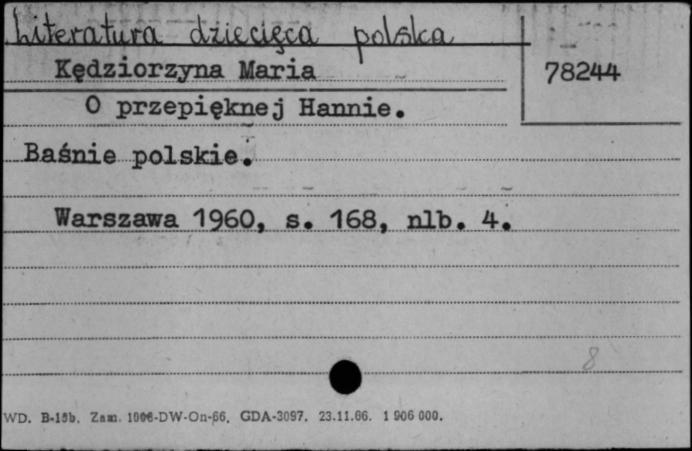 Literatura dziecięca polska
Kędziorzyna Maria
78244
O przepięknej Hannie.
Baśnie polskie.
Warszawa 1960, s. 168, nlb. 4.
8
WD. B-15b. Zam. 1006-DW-On-66. GDA-3097. 23.11.66. 1 906 000.